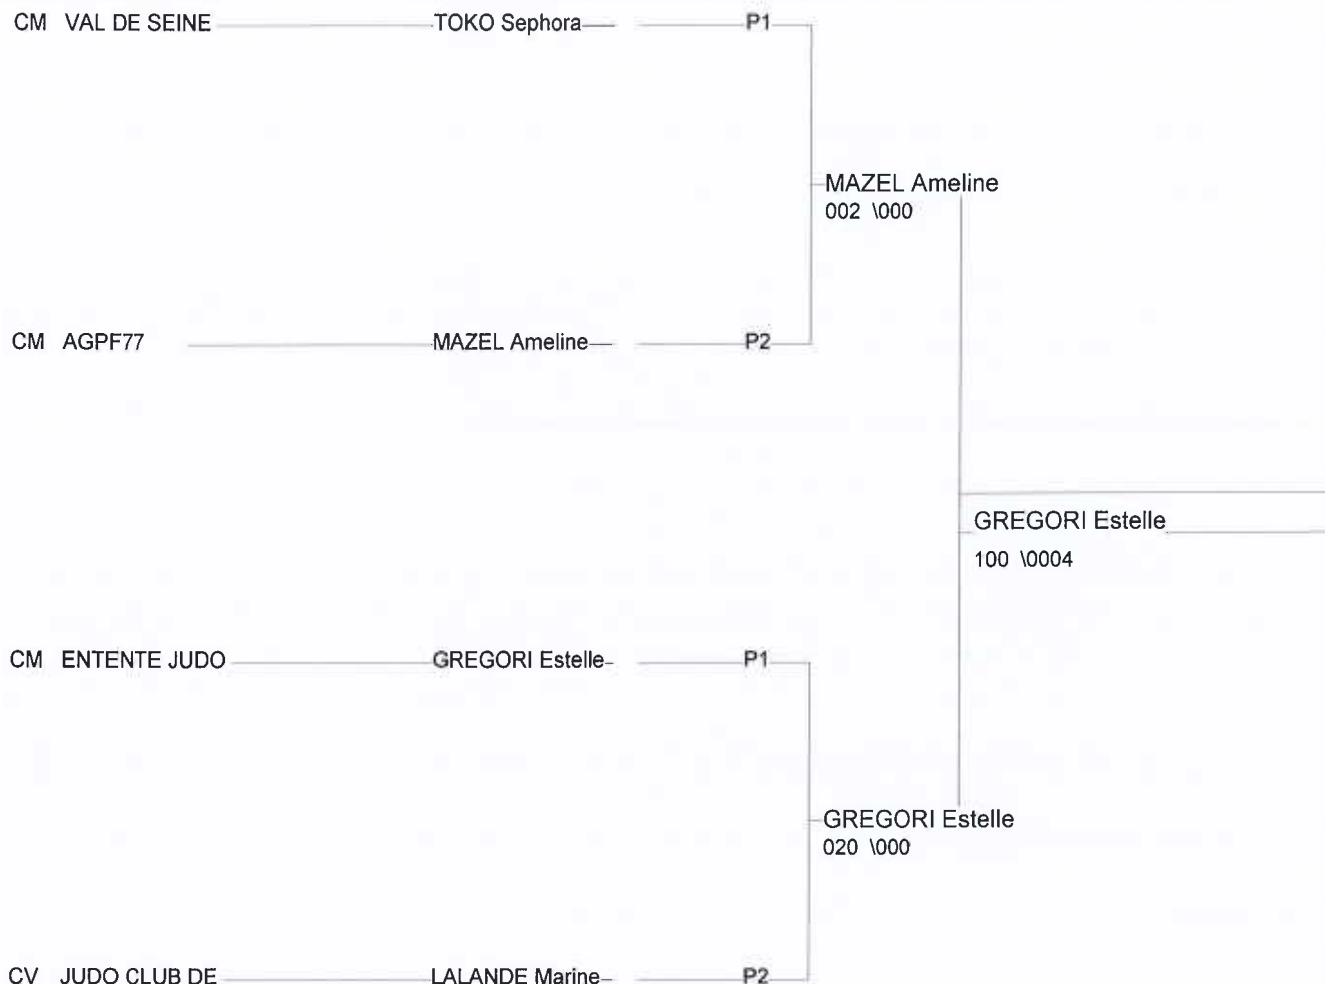 CM VAL DE SEINE TOKO Sephora P1
MAZEL Ameline
002 \000
CM AGPF77 MAZEL Ameline P2
GREGORI Estelle
100 \0004
CM ENTENTE JUDO GREGORI Estelle P1
GREGORI Estelle
020 \000
CV JUDO CLUB DE LALANDE Marine P2